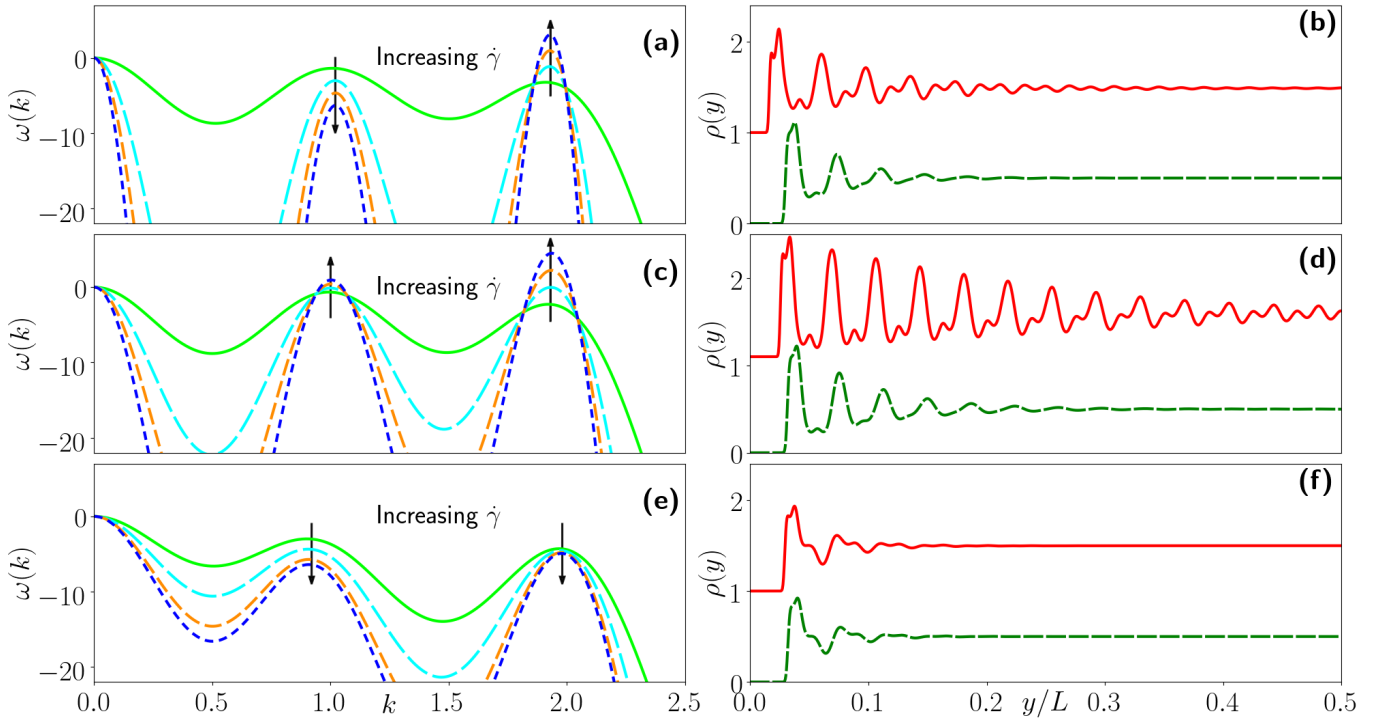 ω(k)
0
−10
−20
Increasing γ̇
(a)
ρ(y)
2
1
0
(b)
ω(k)
0
−10
−20
Increasing γ̇
(c)
ρ(y)
2
1
0
(d)
ω(k)
0
−10
−20
Increasing γ̇
(e)
0.0 0.5 1.0 1.5 2.0 2.5
k
ρ(y)
2
1
0
(f)
0.0 0.1 0.2 0.3 0.4 0.5
y/L